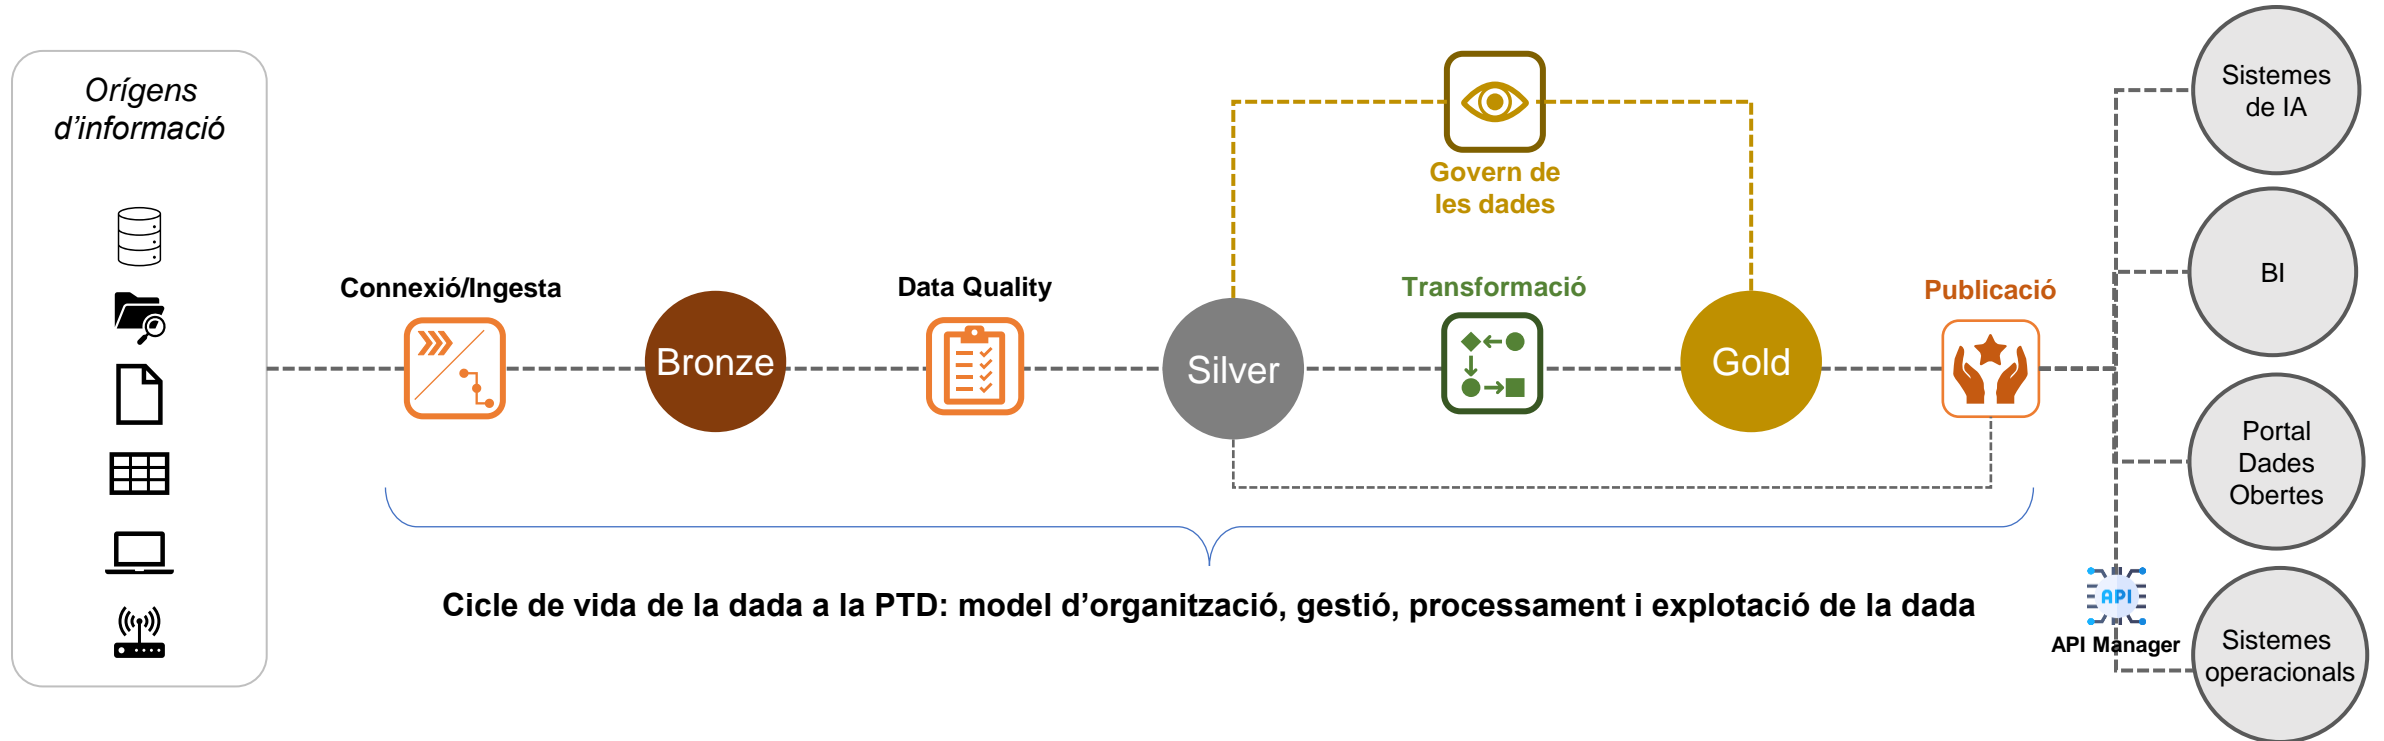 Orígens
d’informació
Connexió/Ingesta
Bronze
Data Quality
Silver
Govern de
les dades
Transformació
Gold
Publicació
Sistemes
de IA
BI
Portal
Dades
Obertes
API
API Manager
Sistemes
operacionals
Cicle de vida de la dada a la PTD: model d’organització, gestió, processament i explotació de la dada